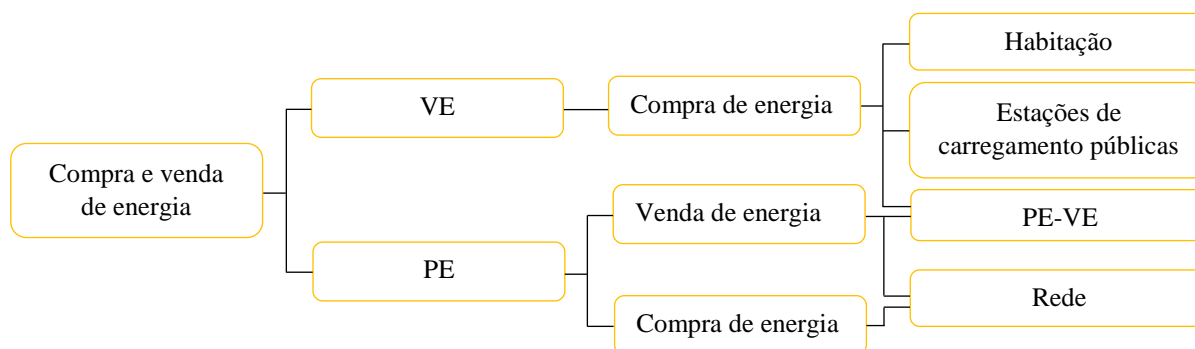 Compra e venda
de energia
VE
PE
Compra de energia
Venda de energia
Compra de energia
Habitação
Estações de
carregamento públicas
PE-VE
Rede